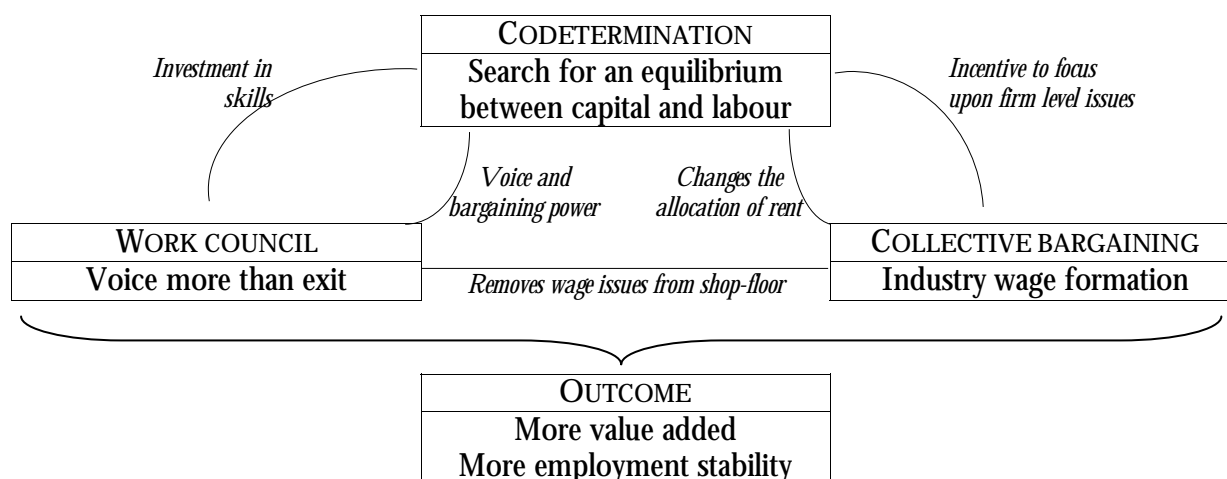 CODETERMINATION
Search for an equilibrium
between capital and labour
Investment in
skills
Incentive to focus
upon firm level issues
Voice and
bargaining power
Changes the
allocation of rent
WORK COUNCIL
Voice more than exit
Removes wage issues from shop-floor
COLLECTIVE BARGAINING
Industry wage formation
OUTCOME
More value added
More employment stability